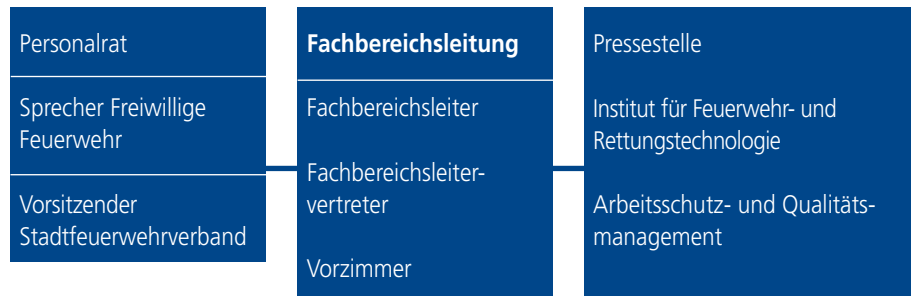 Personalrat
Sprecher Freiwillige
Feuerwehr
Vorsitzender
Stadtfeuerwehrverband
Fachbereichsleitung
Fachbereichsleiter
Fachbereichsleiter-
vertreter
Vorzimmer
Pressestelle
Institut für Feuerwehr- und
Rettungstechnologie
Arbeitsschutz- und Qualitäts-
management